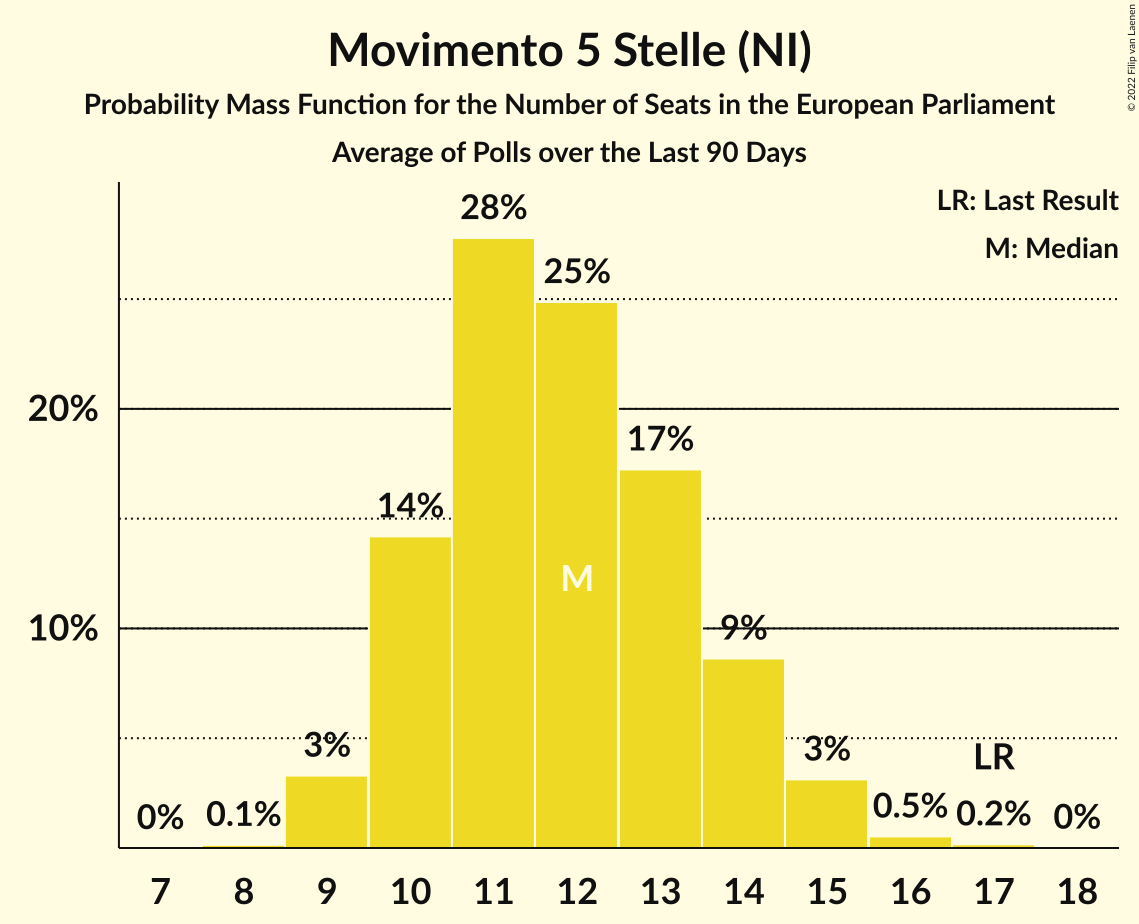 Movimento 5 Stelle (NI)
Probability Mass Function for the Number of Seats in the European Parliament
Average of Polls over the Last 90 Days
© 2022 Filip van Laenen
LR: Last Result
M: Median
28%
25%
20%
17%
14%
M
10%
9%
3%
3%
LR
0%
0.1%
0.5%
0.2%
0%
7 8 9 10 11 12 13 14 15 16 17 18